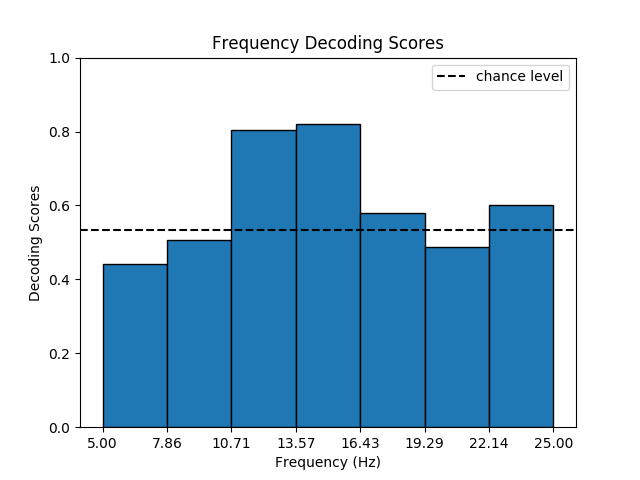 Frequency Decoding Scores
chance level
1.0
0.8
0.6
0.4
0.2
0.0
Decoding Scores
5.00 7.86 10.71 13.57 16.43 19.29 22.14 25.00
Frequency (Hz)